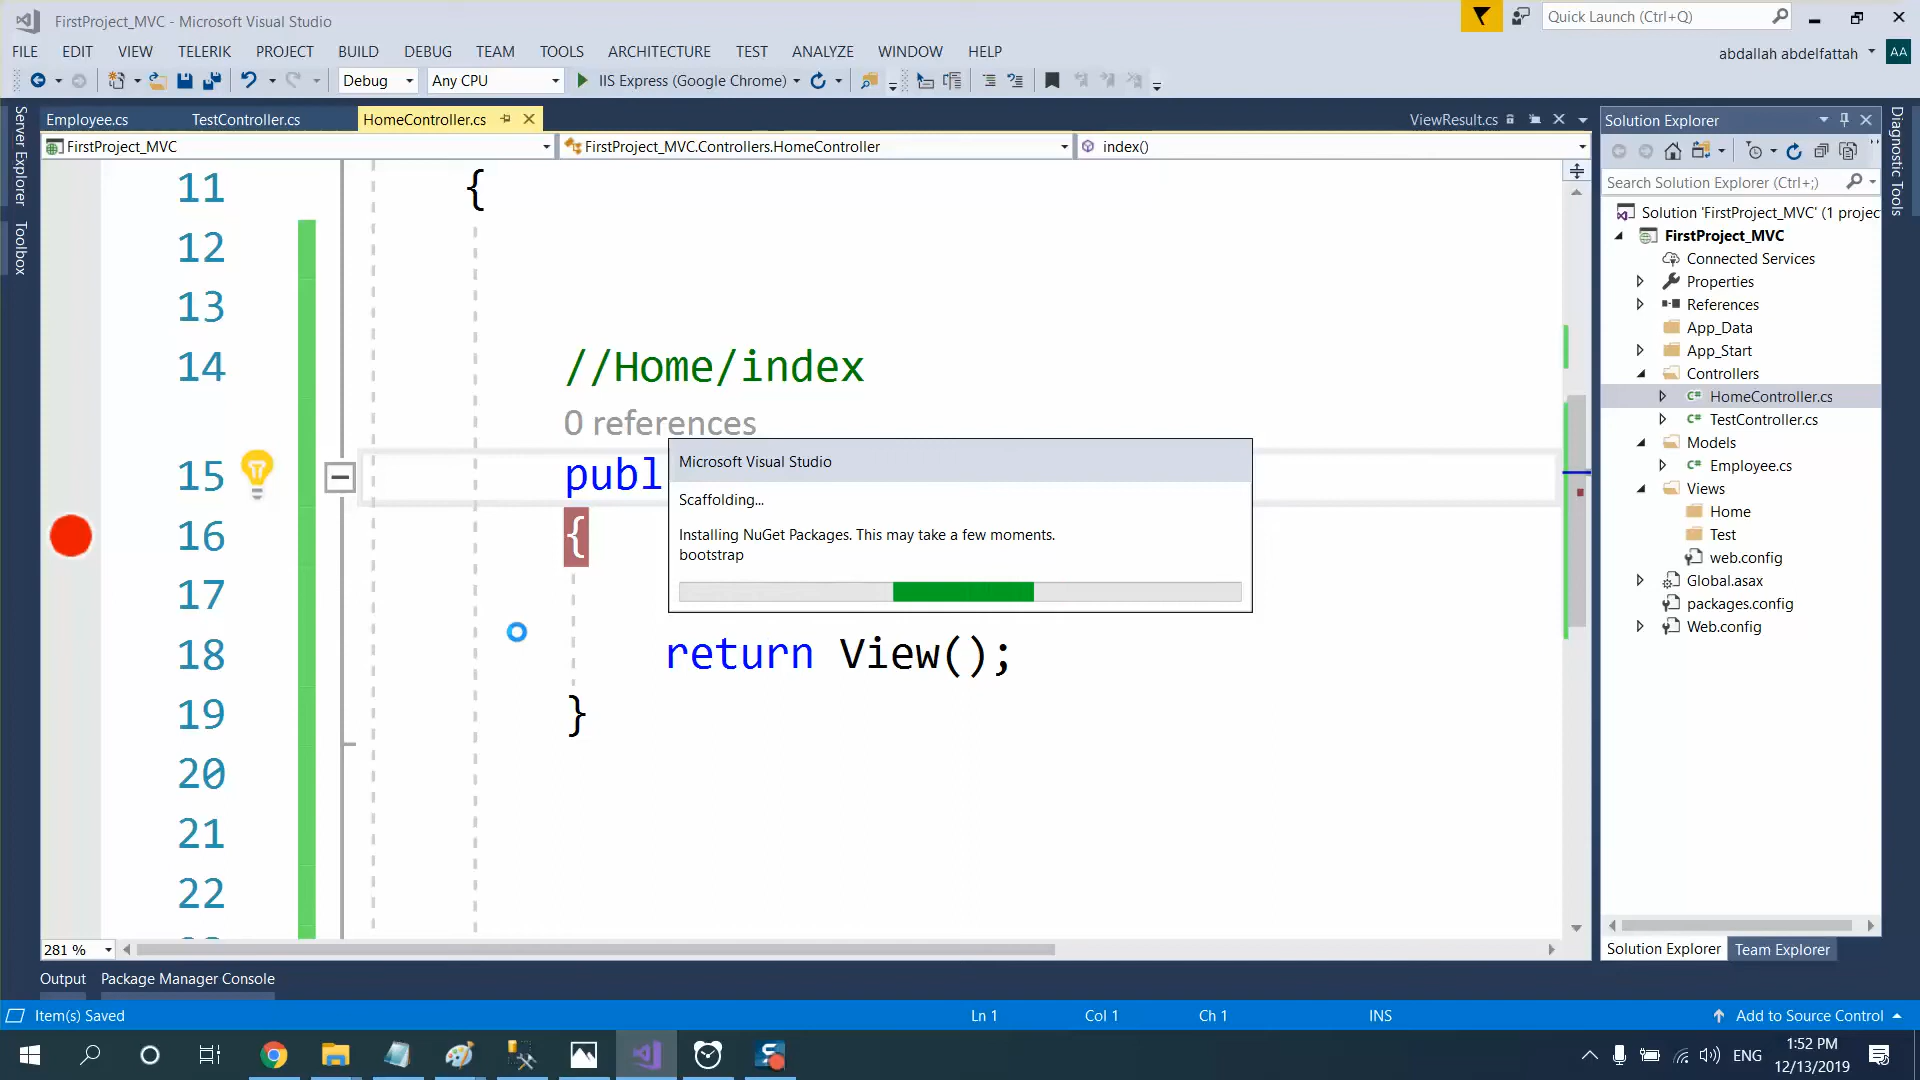 FirstProject_MVC - Microsoft Visual Studio
Quick Launch (Ctrl+Q)
FILE EDIT VIEW TELERIK PROJECT BUILD DEBUG TEAM TOOLS ARCHITECTURE TEST ANALYZE WINDOW HELP
abdallah abdelfattah AA
Debug Any CPU IIS Express (Google Chrome)
Employee.cs TestController.cs HomeController.cs ViewResult.cs
FirstProject_MVC FirstProject_MVC.Controllers.HomeController index()
Server Explorer
Toolbox
11 {
12
13
14 //Home/index
0 references
15 publ
16 {
17
18 return View();
19 }
20
21
22
Microsoft Visual Studio
Scaffolding...
Installing NuGet Packages. This may take a few moments.
bootstrap
281 %
Solution Explorer
Search Solution Explorer (Ctrl+;)
Solution 'FirstProject_MVC' (1 projec
FirstProject_MVC
Connected Services
Properties
References
App_Data
App_Start
Controllers
C# HomeController.cs
C# TestController.cs
Models
C# Employee.cs
Views
Home
Test
web.config
Global.asax
packages.config
Web.config
Solution Explorer Team Explorer
Diagnostic Tools
Output Package Manager Console
Item(s) Saved Ln 1 Col 1 Ch 1 INS Add to Source Control
ENG
1:52 PM
12/13/2019